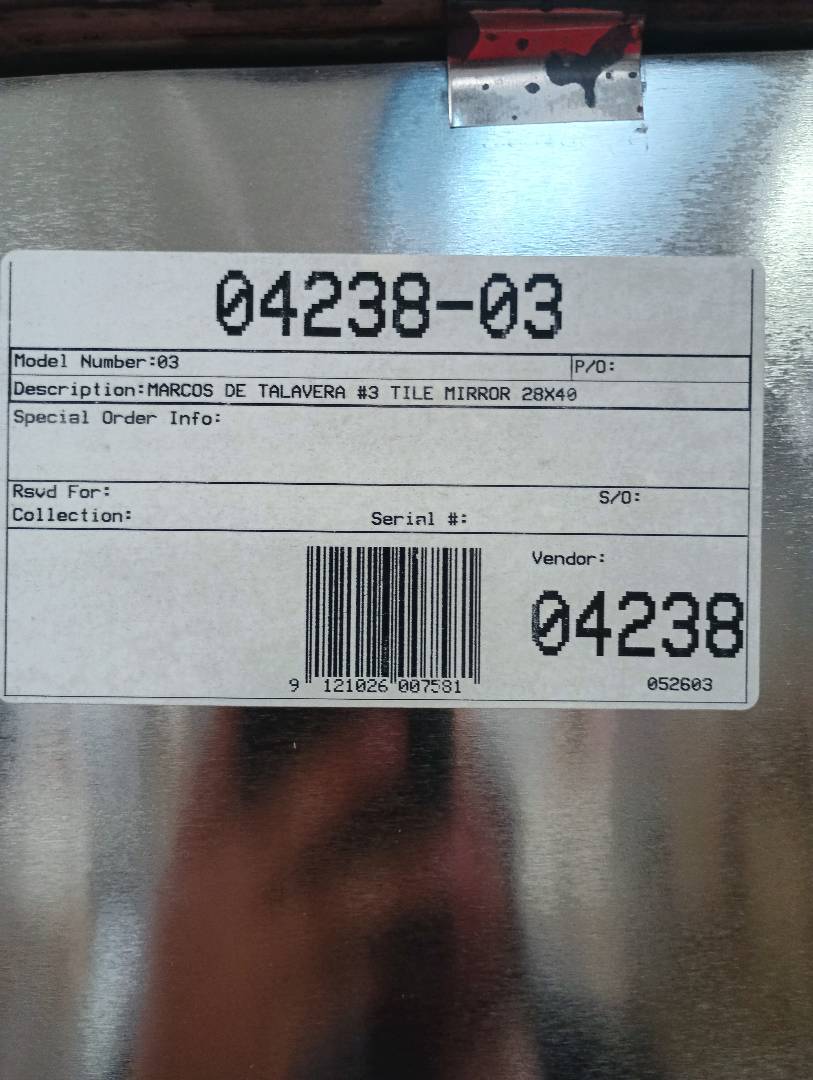 04238-03
Model Number:03 P/O:
Description:MARCOS DE TALAVERA #3 TILE MIRROR 28X40
Special Order Info:
Rsvd For: S/O:
Collection: Serial #:
Vendor:
04238
9 121026 007581 052603